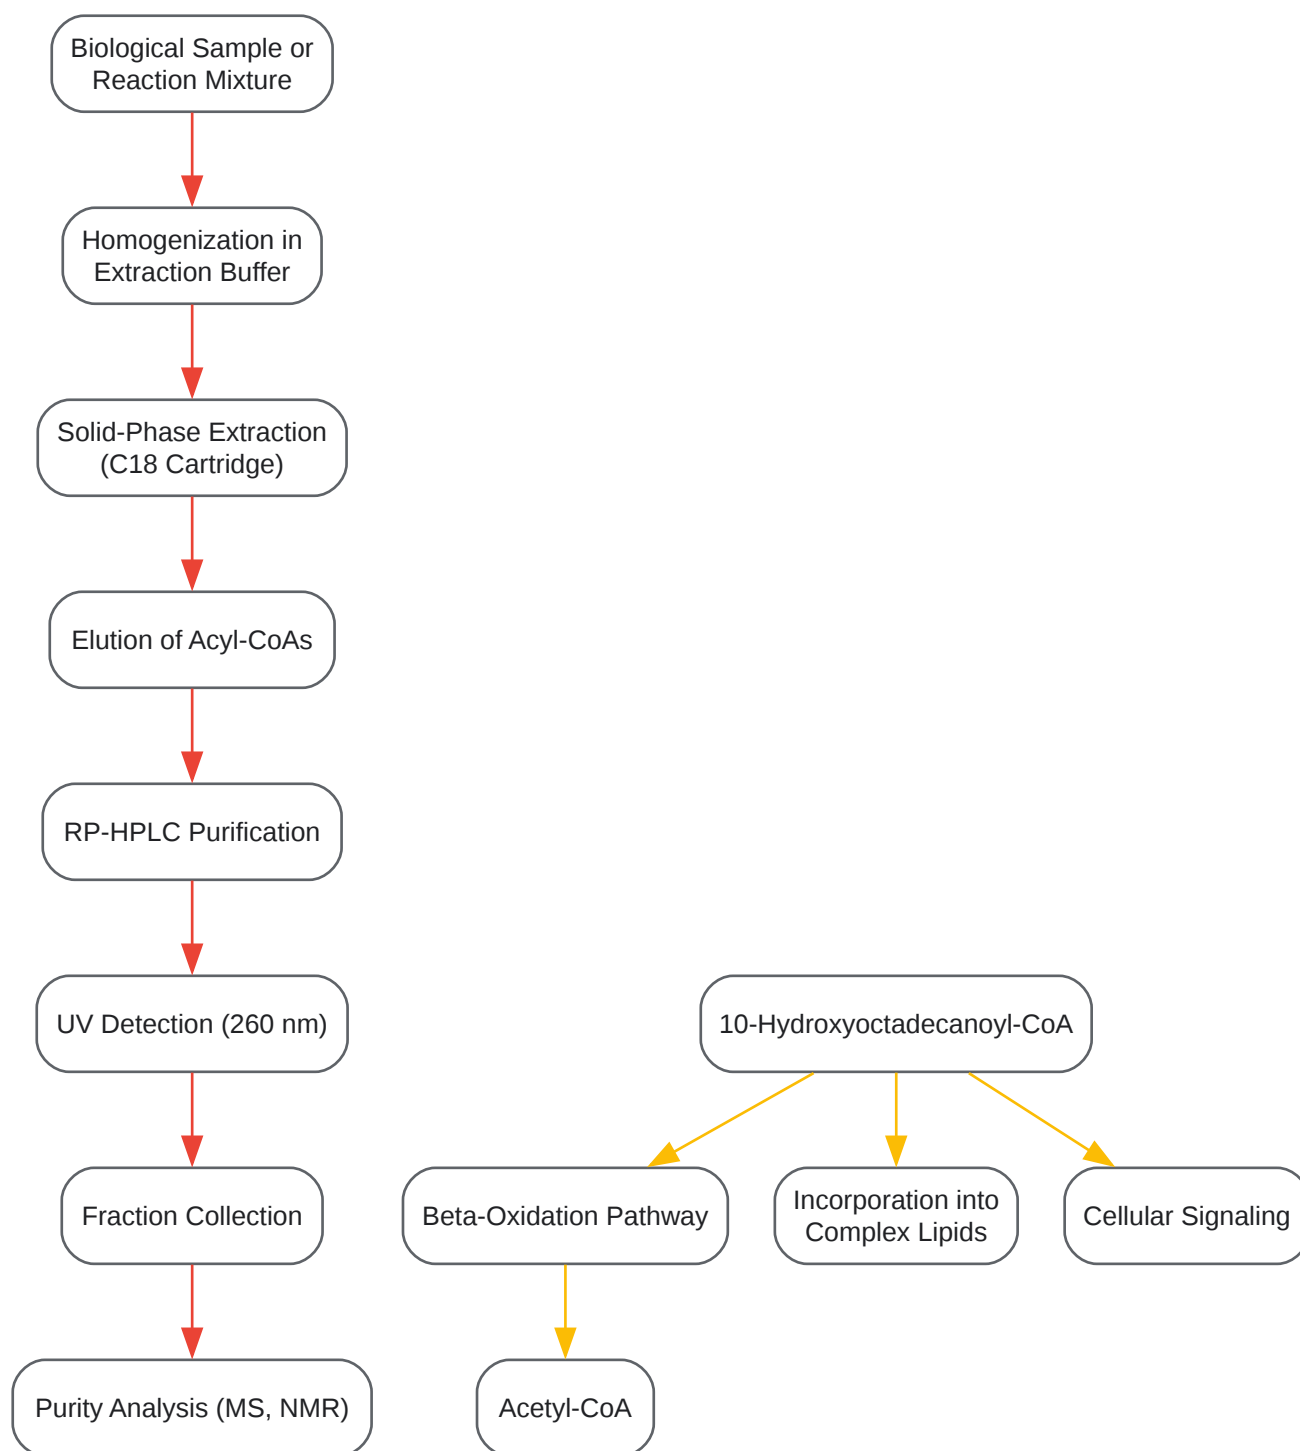 Biological Sample or
Reaction Mixture
Homogenization in
Extraction Buffer
Solid-Phase Extraction
(C18 Cartridge)
Elution of Acyl-CoAs
RP-HPLC Purification
UV Detection (260 nm)
Fraction Collection
Purity Analysis (MS, NMR)
10-Hydroxyoctadecanoyl-CoA
Beta-Oxidation Pathway
Incorporation into
Complex Lipids
Cellular Signaling
Acetyl-CoA